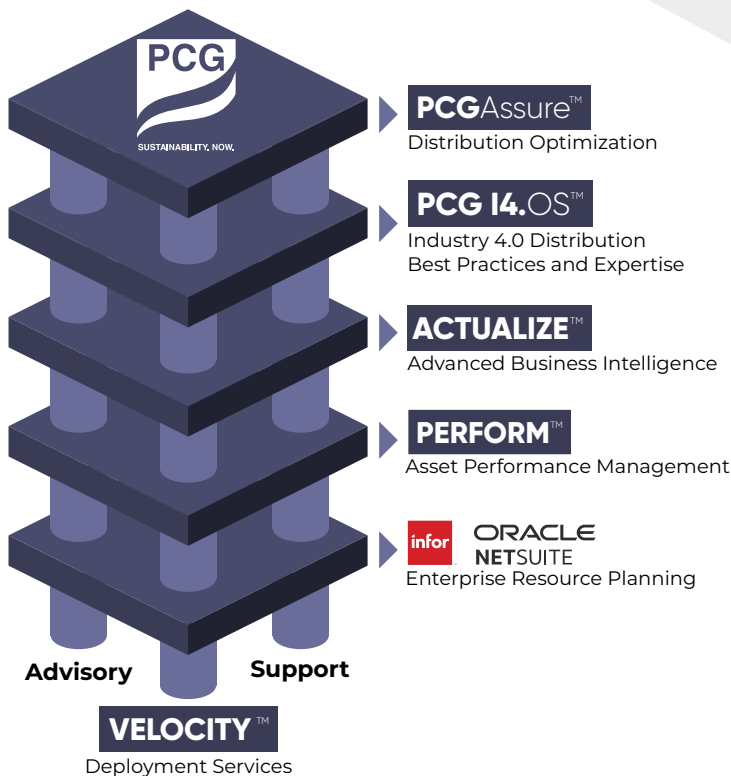 PCG
SUSTAINABILITY, NOW.
PCGAssure™
Distribution Optimization
PCG I4.OS™
Industry 4.0 Distribution
Best Practices and Expertise
ACTUALIZE™
Advanced Business Intelligence
PERFORM™
Asset Performance Management
infor ORACLE
NETSUITE
Enterprise Resource Planning
Advisory Support
VELOCITY™
Deployment Services